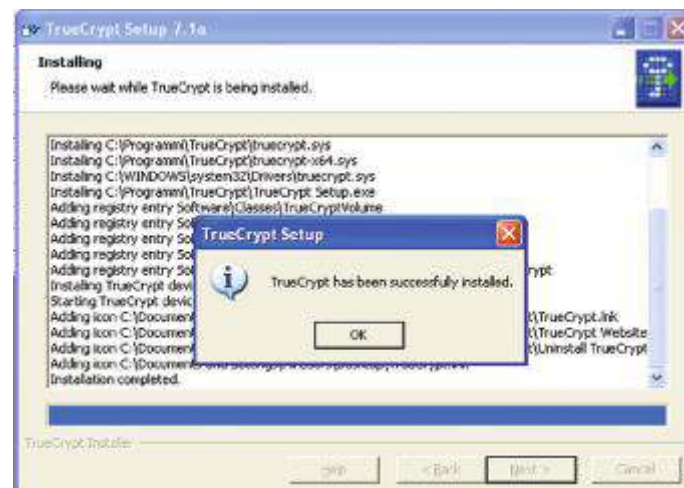 TrueCrypt Setup 7.1a
Installing
Please wait while TrueCrypt is being installed.
Installing C:\Programmi\TrueCrypt\truecrypt.sys
Installing C:\Programmi\TrueCrypt\truecrypt-x64.sys
Installing C:\WINDOWS\system32\Drivers\truecrypt.sys
Installing C:\Programmi\TrueCrypt\TrueCrypt Setup.exe
Adding registry entry Software\Classes\TrueCryptVolume
Adding registry entry
Adding registry entry
Adding registry entry
Adding registry entry
Installing TrueCrypt
Starting TrueCrypt
Adding icon \TrueCrypt.lnk
Adding icon \TrueCrypt Website
Adding icon \Uninstall TrueCrypt
Adding icon
Installation completed.
TrueCrypt Setup
TrueCrypt has been successfully installed.
OK
TrueCrypt Installer
Help
< Back
Next >
Cancel